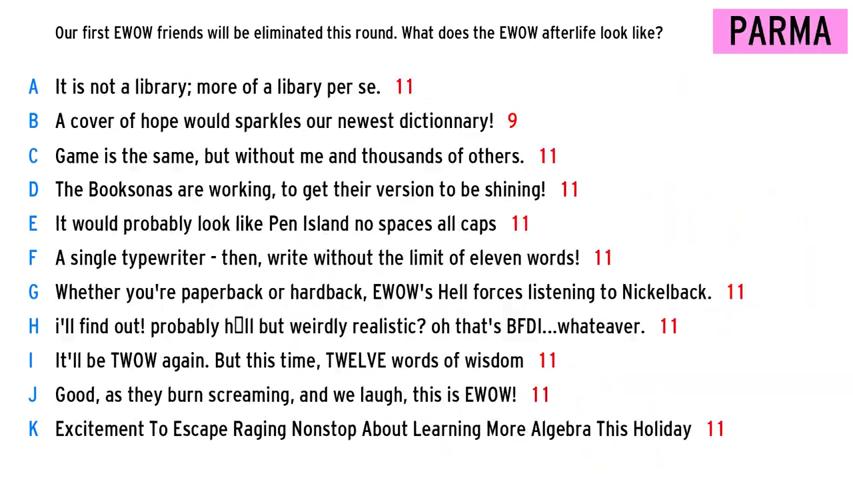 Our first EWOW friends will be eliminated this round. What does the EWOW afterlife look like?
PARMA
A It is not a library; more of a libary per se. 11
B A cover of hope would sparkles our newest dictionnary! 9
C Game is the same, but without me and thousands of others. 11
D The Booksonas are working, to get their version to be shining! 11
E It would probably look like Pen Island no spaces all caps 11
F A single typewriter - then, write without the limit of eleven words! 11
G Whether you're paperback or hardback, EWOW's Hell forces listening to Nickelback. 11
H i'll find out! probably h▯ll but weirdly realistic? oh that's BFDI...whateaver. 11
I It'll be TWOW again. But this time, TWELVE words of wisdom 11
J Good, as they burn screaming, and we laugh, this is EWOW! 11
K Excitement To Escape Raging Nonstop About Learning More Algebra This Holiday 11